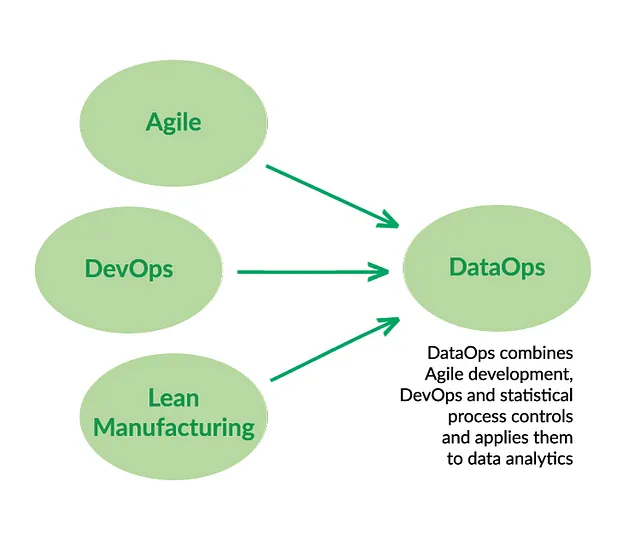 Agile
DevOps
Lean
Manufacturing
DataOps
DataOps combines
Agile development,
DevOps and statistical
process controls
and applies them
to data analytics